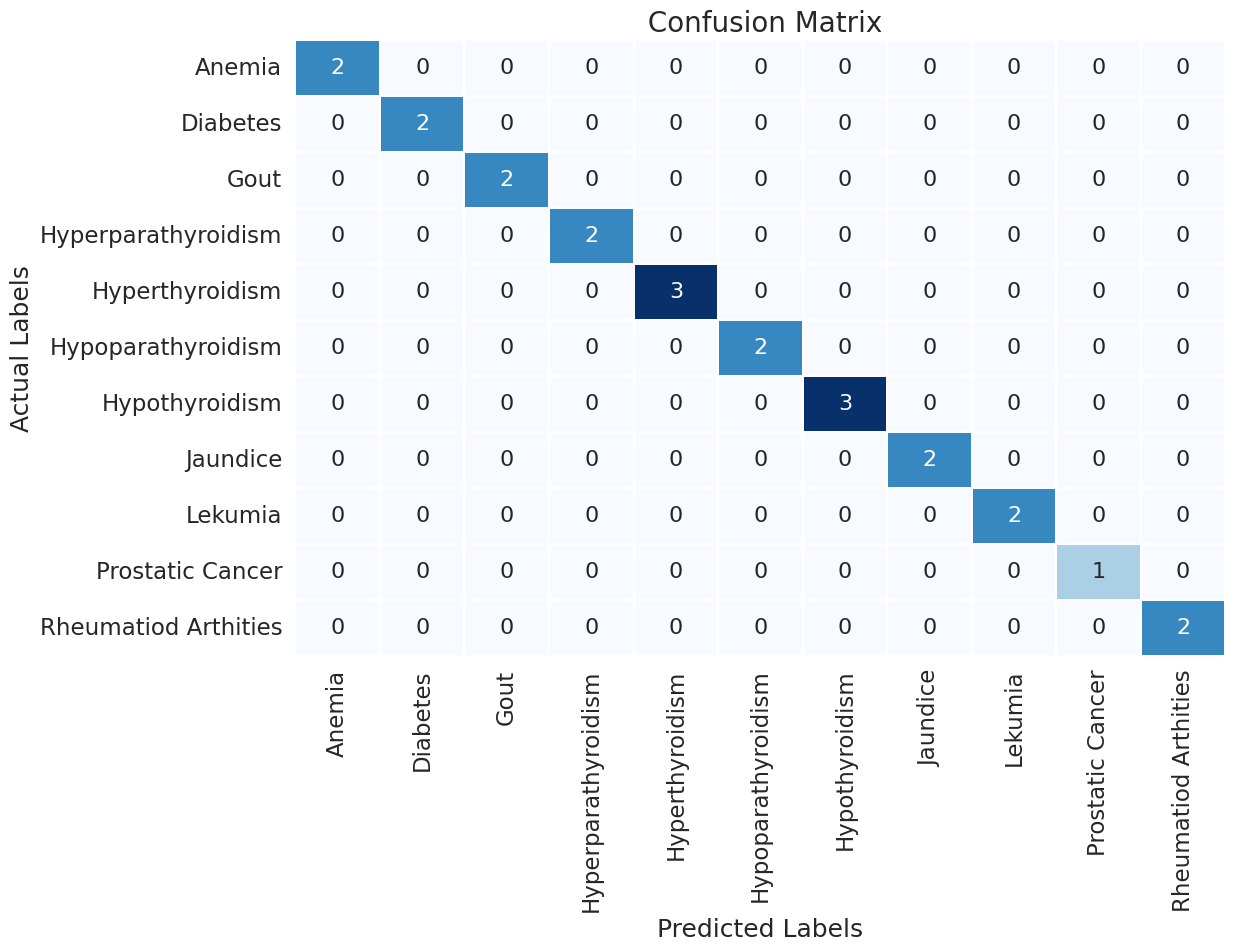 Confusion Matrix
Actual Labels
Anemia 2 0 0 0 0 0 0 0 0 0 0
Diabetes 0 2 0 0 0 0 0 0 0 0 0
Gout 0 0 2 0 0 0 0 0 0 0 0
Hyperparathyroidism 0 0 0 2 0 0 0 0 0 0 0
Hyperthyroidism 0 0 0 0 3 0 0 0 0 0 0
Hypoparathyroidism 0 0 0 0 0 2 0 0 0 0 0
Hypothyroidism 0 0 0 0 0 0 3 0 0 0 0
Jaundice 0 0 0 0 0 0 0 2 0 0 0
Lekumia 0 0 0 0 0 0 0 0 2 0 0
Prostatic Cancer 0 0 0 0 0 0 0 0 0 1 0
Rheumatiod Arthities 0 0 0 0 0 0 0 0 0 0 2
Anemia
Diabetes
Gout
Hyperparathyroidism
Hyperthyroidism
Hypoparathyroidism
Hypothyroidism
Jaundice
Lekumia
Prostatic Cancer
Rheumatiod Arthities
Predicted Labels